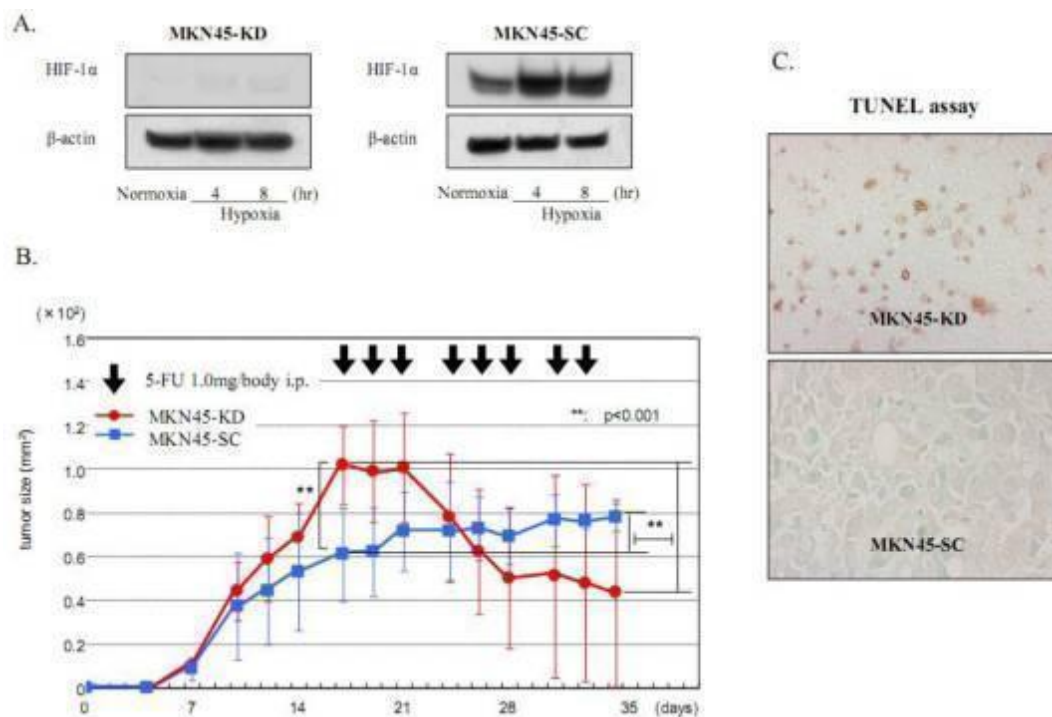 A.
MKN45-KD
HIF-1α
β-actin
Normoxia 4 8 (hr)
Hypoxia
MKN45-SC
HIF-1α
β-actin
Normoxia 4 8 (hr)
Hypoxia
B.
(×10²)
1.6
1.4
1.2
1.0
0.8
0.6
0.4
0.2
0
tumor size (mm²)
5-FU 1.0mg/body i.p.
MKN45-KD
MKN45-SC
**: p<0.001
**
**
0 7 14 21 28 35 (days)
C.
TUNEL assay
MKN45-KD
MKN45-SC